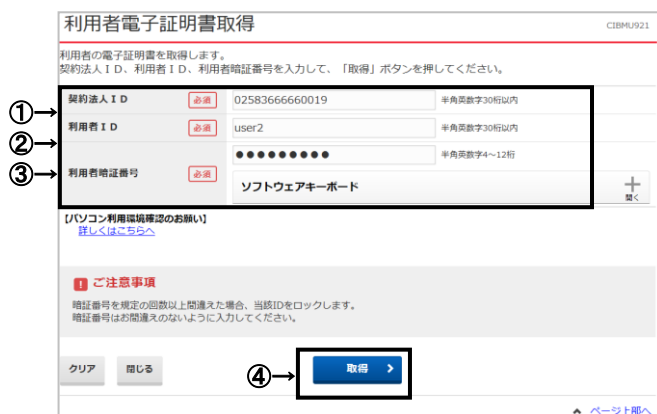 利用者電子証明書取得
CIBMU921
利用者の電子証明書を取得します。
契約法人ＩＤ、利用者ＩＤ、利用者暗証番号を入力して、「取得」ボタンを押してください。
① 契約法人ＩＤ 必須 02583666660019 半角英数字30桁以内
② 利用者ＩＤ 必須 user2 半角英数字30桁以内
③ 利用者暗証番号 必須 ●●●●●●●●● 半角英数字4～12桁
ソフトウェアキーボード 開く
【パソコン利用環境確認のお願い】
詳しくはこちらへ
! ご注意事項
暗証番号を規定の回数以上間違えた場合、当該IDをロックします。
暗証番号はお間違えのないように入力してください。
クリア 閉じる ④ 取得
ページ上部へ